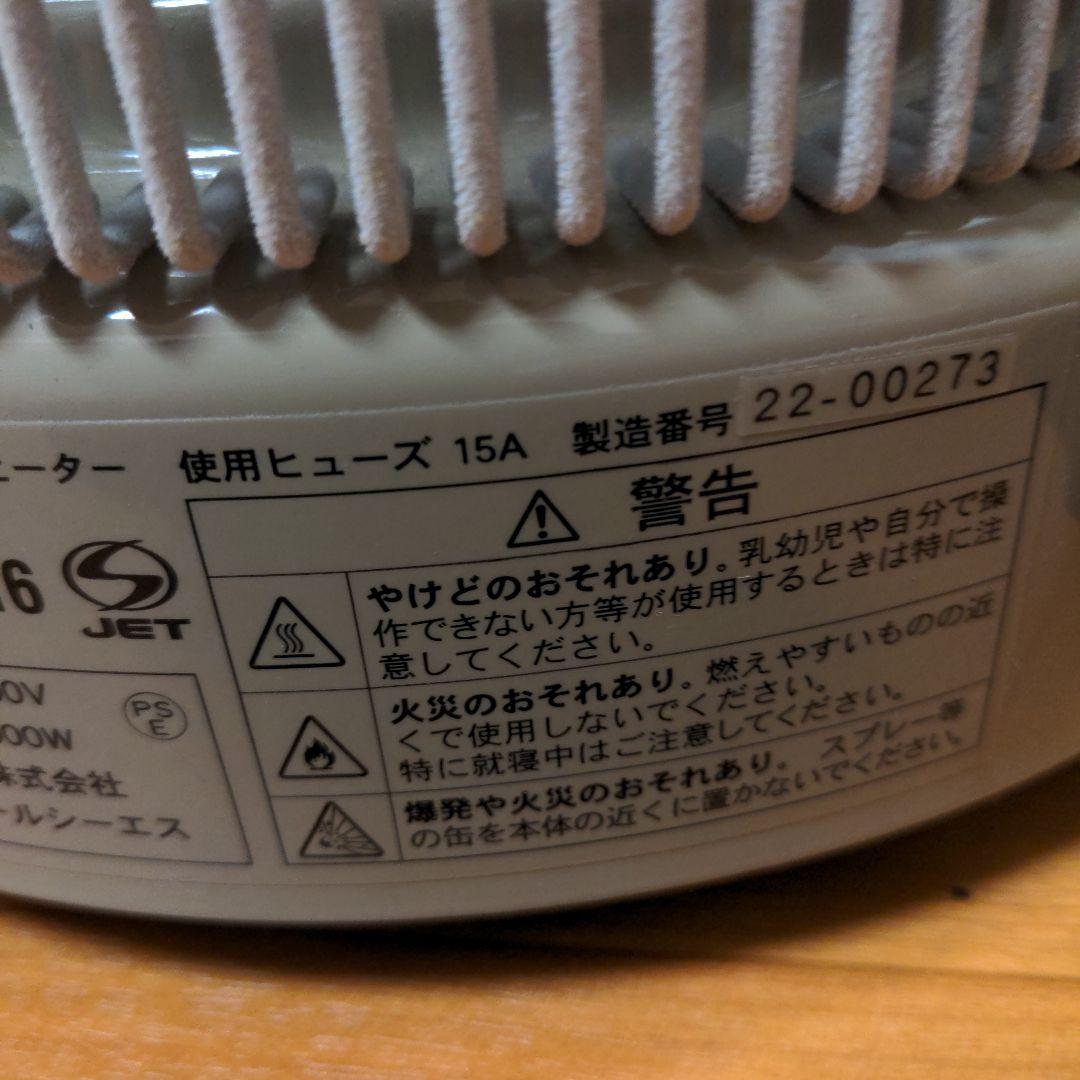 ーター 使用ヒューズ 15A 製造番号 22-00273
警告
やけどのおそれあり。乳幼児や自分で操
作できない方等が使用するときは特に注
意してください。
火災のおそれあり。燃えやすいものの近
くで使用しないでください。
特に就寝中はご注意してください。
爆発や火災のおそれあり。 スプレー等
の缶を本体の近くに置かないでください。
16
S
JET
00V
00W
PS
E
株式会社
ールシーエス